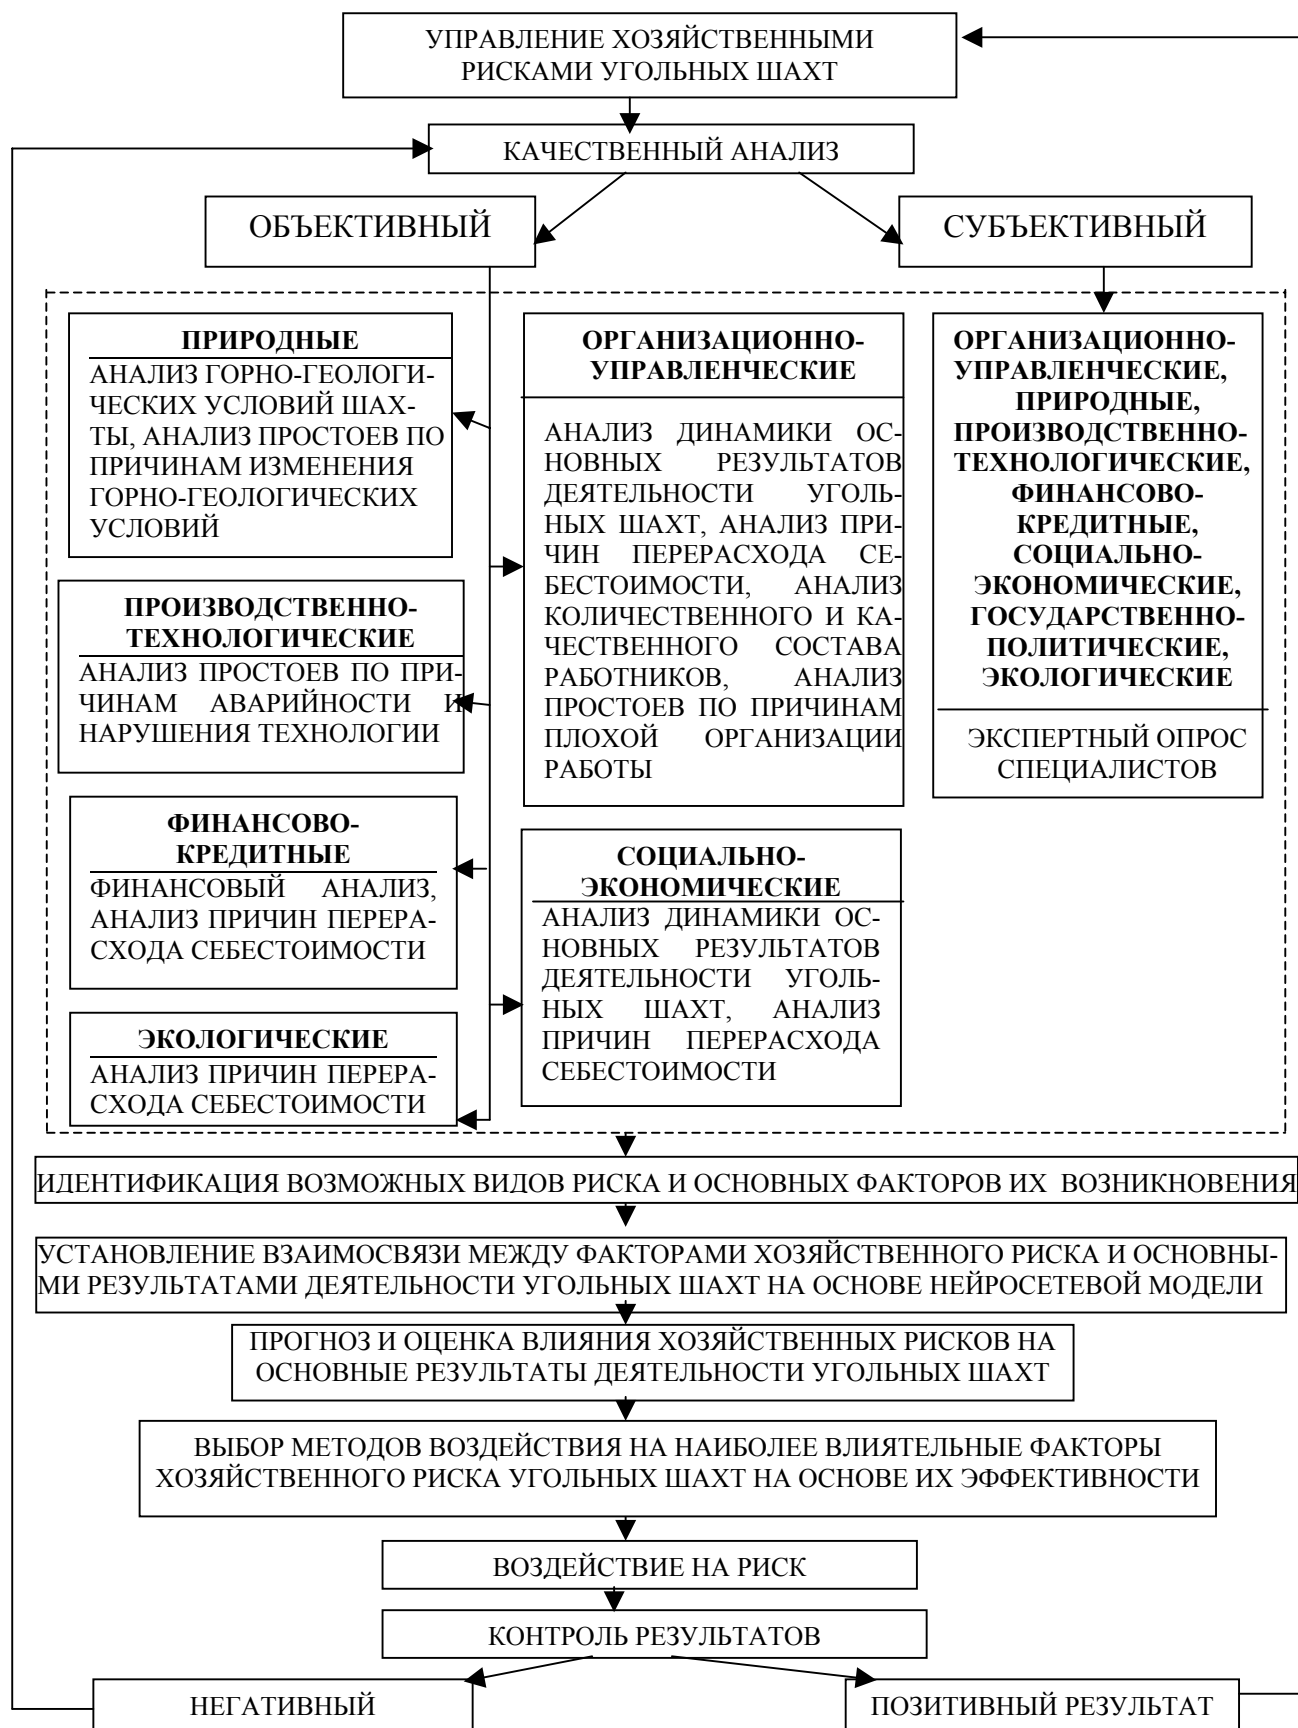 УПРАВЛЕНИЕ ХОЗЯЙСТВЕННЫМИ
РИСКАМИ УГОЛЬНЫХ ШАХТ
КАЧЕСТВЕННЫЙ АНАЛИЗ
ОБЪЕКТИВНЫЙ
СУБЪЕКТИВНЫЙ
ПРИРОДНЫЕ
АНАЛИЗ ГОРНО-ГЕОЛОГИ-
ЧЕСКИХ УСЛОВИЙ ШАХ-
ТЫ, АНАЛИЗ ПРОСТОЕВ ПО
ПРИЧИНАМ ИЗМЕНЕНИЯ
ГОРНО-ГЕОЛОГИЧЕСКИХ
УСЛОВИЙ
ПРОИЗВОДСТВЕННО-
ТЕХНОЛОГИЧЕСКИЕ
АНАЛИЗ ПРОСТОЕВ ПО ПРИ-
ЧИНАМ АВАРИЙНОСТИ И
НАРУШЕНИЯ ТЕХНОЛОГИИ
ФИНАНСОВО-
КРЕДИТНЫЕ
ФИНАНСОВЫЙ АНАЛИЗ,
АНАЛИЗ ПРИЧИН ПЕРЕРА-
СХОДА СЕБЕСТОИМОСТИ
ЭКОЛОГИЧЕСКИЕ
АНАЛИЗ ПРИЧИН ПЕРЕРА-
СХОДА СЕБЕСТОИМОСТИ
ОРГАНИЗАЦИОННО-
УПРАВЛЕНЧЕСКИЕ
АНАЛИЗ ДИНАМИКИ ОС-
НОВНЫХ РЕЗУЛЬТАТОВ
ДЕЯТЕЛЬНОСТИ УГОЛЬ-
НЫХ ШАХТ, АНАЛИЗ ПРИ-
ЧИН ПЕРЕРАСХОДА СЕ-
БЕСТОИМОСТИ, АНАЛИЗ
КОЛИЧЕСТВЕННОГО И КА-
ЧЕСТВЕННОГО СОСТАВА
РАБОТНИКОВ, АНАЛИЗ
ПРОСТОЕВ ПО ПРИЧИНАМ
ПЛОХОЙ ОРГАНИЗАЦИИ
РАБОТЫ
СОЦИАЛЬНО-
ЭКОНОМИЧЕСКИЕ
АНАЛИЗ ДИНАМИКИ ОС-
НОВНЫХ РЕЗУЛЬТАТОВ
ДЕЯТЕЛЬНОСТИ УГОЛЬ-
НЫХ ШАХТ, АНАЛИЗ
ПРИЧИН ПЕРЕРАСХОДА
СЕБЕСТОИМОСТИ
ОРГАНИЗАЦИОННО-
УПРАВЛЕНЧЕСКИЕ,
ПРИРОДНЫЕ,
ПРОИЗВОДСТВЕННО-
ТЕХНОЛОГИЧЕСКИЕ,
ФИНАНСОВО-
КРЕДИТНЫЕ,
СОЦИАЛЬНО-
ЭКОНОМИЧЕСКИЕ,
ГОСУДАРСТВЕННО-
ПОЛИТИЧЕСКИЕ,
ЭКОЛОГИЧЕСКИЕ
ЭКСПЕРТНЫЙ ОПРОС
СПЕЦИАЛИСТОВ
ИДЕНТИФИКАЦИЯ ВОЗМОЖНЫХ ВИДОВ РИСКА И ОСНОВНЫХ ФАКТОРОВ ИХ ВОЗНИКНОВЕНИЯ
УСТАНОВЛЕНИЕ ВЗАИМОСВЯЗИ МЕЖДУ ФАКТОРАМИ ХОЗЯЙСТВЕННОГО РИСКА И ОСНОВНЫ-
МИ РЕЗУЛЬТАТАМИ ДЕЯТЕЛЬНОСТИ УГОЛЬНЫХ ШАХТ НА ОСНОВЕ НЕЙРОСЕТЕВОЙ МОДЕЛИ
ПРОГНОЗ И ОЦЕНКА ВЛИЯНИЯ ХОЗЯЙСТВЕННЫХ РИСКОВ НА
ОСНОВНЫЕ РЕЗУЛЬТАТЫ ДЕЯТЕЛЬНОСТИ УГОЛЬНЫХ ШАХТ
ВЫБОР МЕТОДОВ ВОЗДЕЙСТВИЯ НА НАИБОЛЕЕ ВЛИЯТЕЛЬНЫЕ ФАКТОРЫ
ХОЗЯЙСТВЕННОГО РИСКА УГОЛЬНЫХ ШАХТ НА ОСНОВЕ ИХ ЭФФЕКТИВНОСТИ
ВОЗДЕЙСТВИЕ НА РИСК
КОНТРОЛЬ РЕЗУЛЬТАТОВ
НЕГАТИВНЫЙ
ПОЗИТИВНЫЙ РЕЗУЛЬТАТ